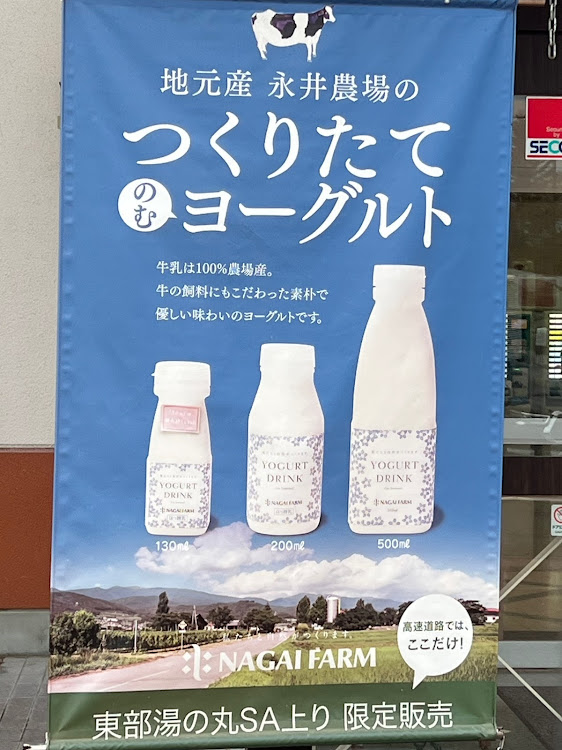 地元産 永井農場の
つくりたて
のむ
ヨーグルト
牛乳は100%農場産。
牛の飼料にもこだわった素朴で
優しい味わいのヨーグルトです。
YOGURT
DRINK
NAGAI FARM
YOGURT
DRINK
NAGAI FARM
YOGURT
DRINK
NAGAI FARM
130ml
200ml
500ml
高速道路では、
ここだけ!
NAGAI FARM
東部湯の丸SA上り 限定販売